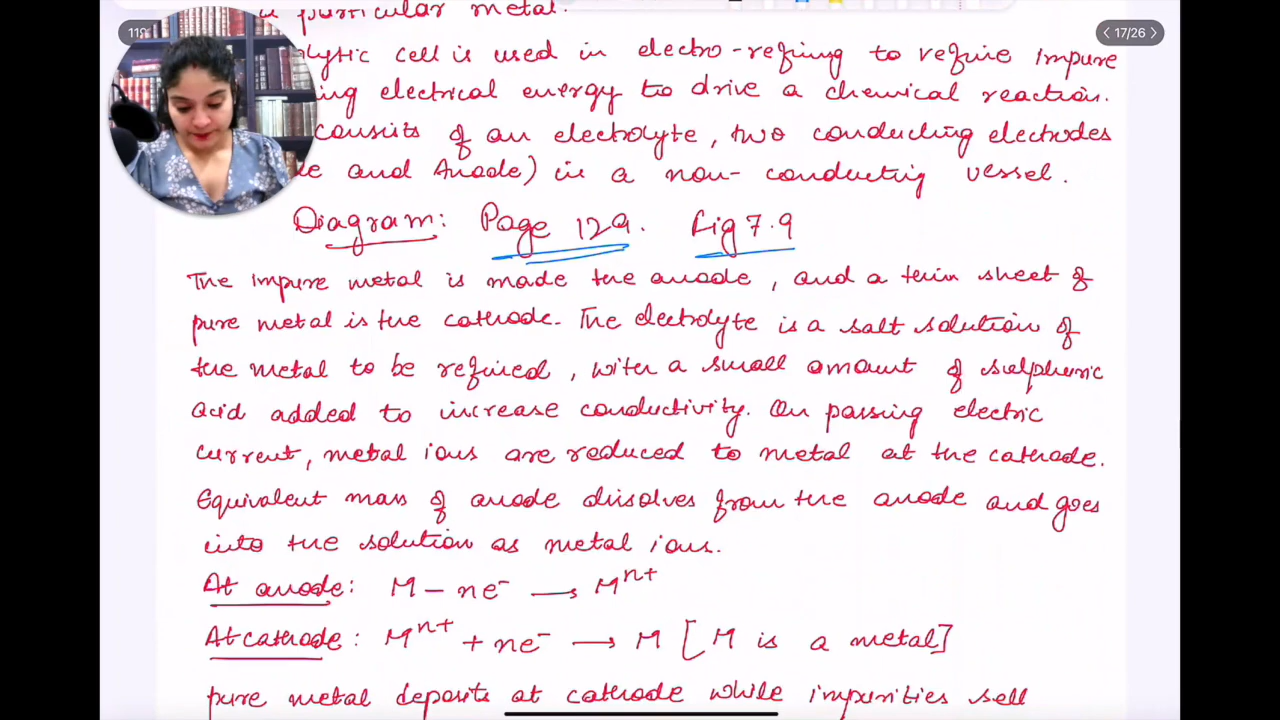 particular metal.
119
17/26
lytic cell is used in electro-refining to refine impure
ing electrical energy to drive a chemical reaction.
consists of an electrolyte, two conducting electrodes
and Anode) in a non-conducting vessel.
Diagram: Page 129. Fig 7.9
The impure metal is made the anode, and a thin sheet of
pure metal is the cathode. The electrolyte is a salt solution of
the metal to be refined, with a small amount of sulphuric
acid added to increase conductivity. On passing electric
current, metal ions are reduced to metal at the cathode.
Equivalent mass of anode dissolves from the anode and goes
into the solution as metal ions.
At anode: M – ne⁻ → Mⁿ⁺
At cathode: Mⁿ⁺ + ne⁻ → M [M is a metal]
pure metal deposits at cathode while impurities sell